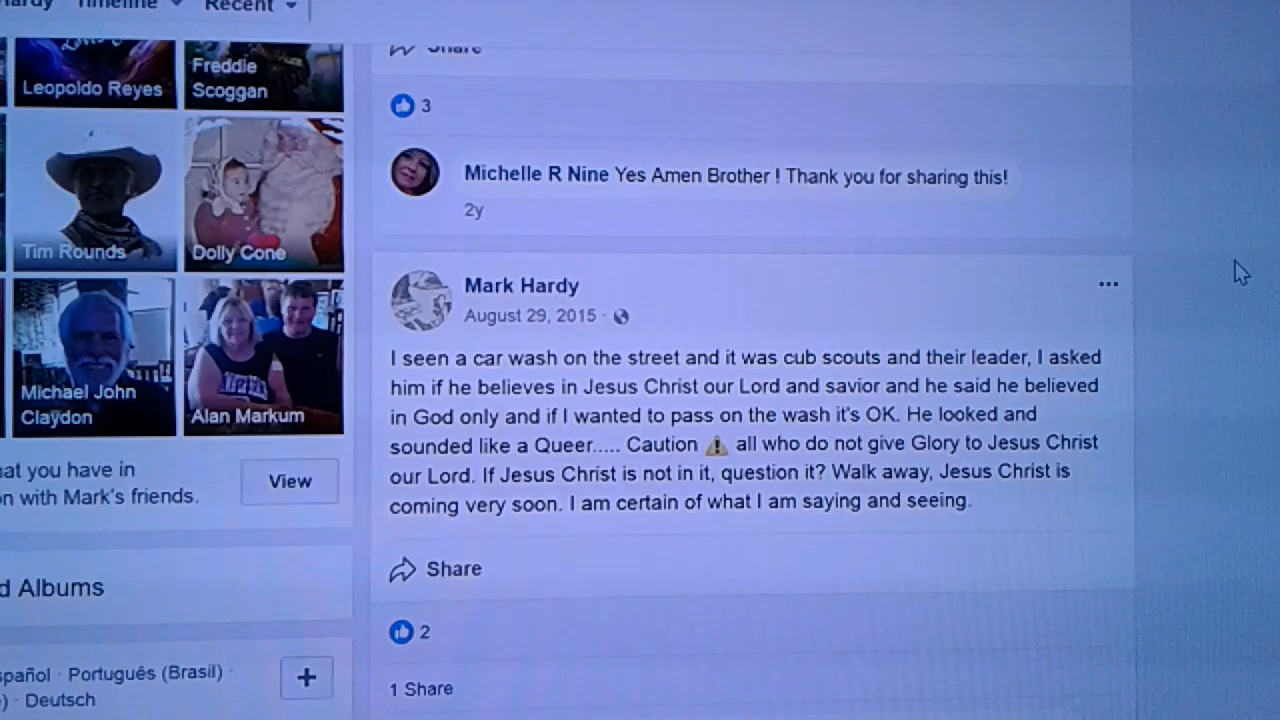 Timeline
Recent
Leopoldo Reyes
Freddie
Scoggan
Tim Rounds
Dolly Cone
Michael John
Claydon
Alan Markum
at you have in
n with Mark's friends.
View
d Albums
spañol · Português (Brasil) ·
) · Deutsch
+
Share
3
Michelle R Nine Yes Amen Brother ! Thank you for sharing this!
2y
Mark Hardy
August 29, 2015 ·
I seen a car wash on the street and it was cub scouts and their leader, I asked
him if he believes in Jesus Christ our Lord and savior and he said he believed
in God only and if I wanted to pass on the wash it's OK. He looked and
sounded like a Queer..... Caution ⚠ all who do not give Glory to Jesus Christ
our Lord. If Jesus Christ is not in it, question it? Walk away, Jesus Christ is
coming very soon. I am certain of what I am saying and seeing.
Share
2
1 Share